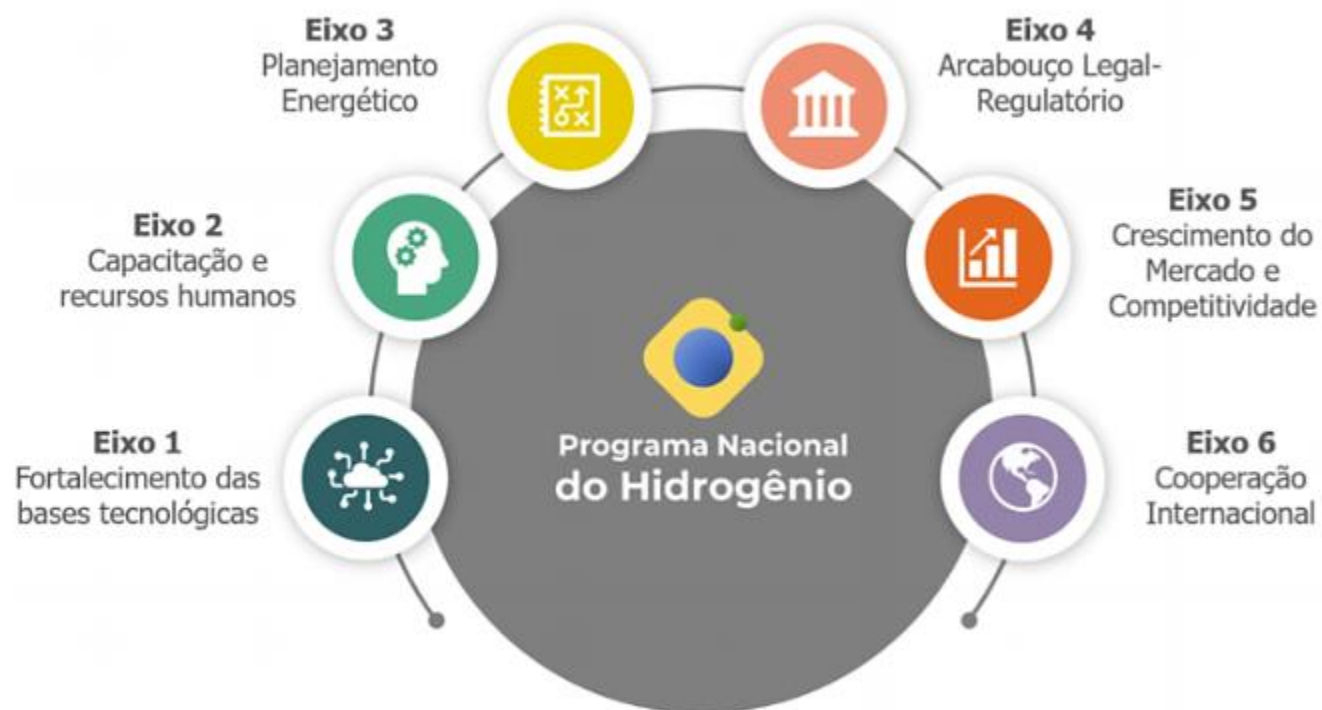 Eixo 3
Planejamento
Energético
Eixo 4
Arcabouço Legal-
Regulatório
Eixo 2
Capacitação e
recursos humanos
Eixo 5
Crescimento do
Mercado e
Competitividade
Eixo 1
Fortalecimento das
bases tecnológicas
Programa Nacional
do Hidrogênio
Eixo 6
Cooperação
Internacional